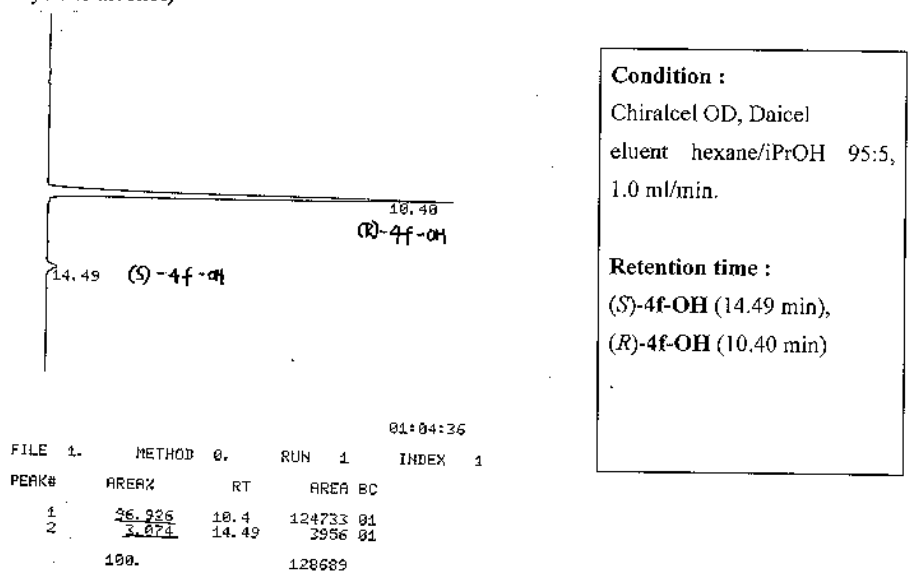 10.40
(R)-4f-OH
14.49 (S)-4f-OH
Condition :
Chiralcel OD, Daicel
eluent hexane/iPrOH 95:5,
1.0 ml/min.
Retention time :
(S)-4f-OH (14.49 min),
(R)-4f-OH (10.40 min)
01:04:36
FILE 1. METHOD 0. RUN 1 INDEX 1
PEAK# AREA% RT AREA BC
1 96.926 10.4 124733 01
2 3.074 14.49 3956 01
100. 128689